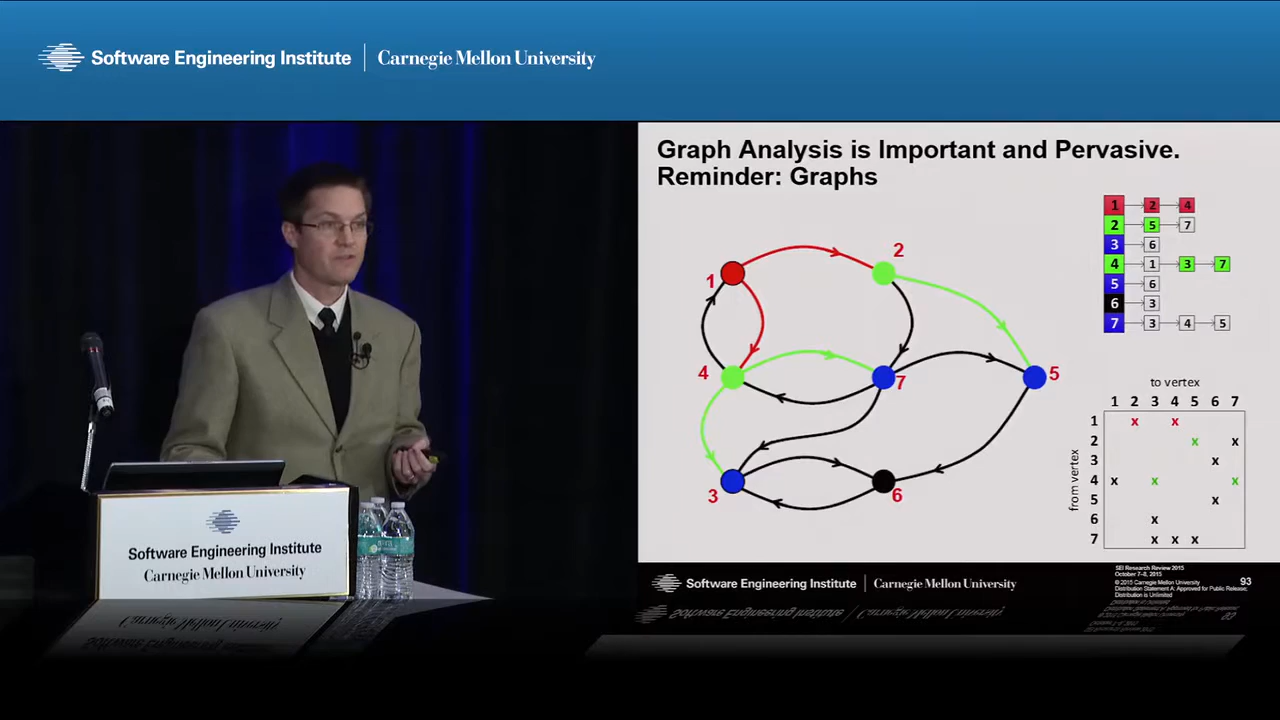 Software Engineering Institute | Carnegie Mellon University
Graph Analysis is Important and Pervasive.
Reminder: Graphs
1 2 4
2 5 7
3 6
4 1 3 7
5 6
6 3
7 3 4 5
2
1
4
7
5
3
6
to vertex
1 2 3 4 5 6 7
from vertex
1 x x
2 x x
3 x
4 x x x
5 x
6 x
7 x x x
Software Engineering Institute
Carnegie Mellon University
Software Engineering Institute | Carnegie Mellon University
SEI Research Review 2015
October 7-8, 2015
© 2015 Carnegie Mellon University
Distribution Statement A: Approved for Public Release;
Distribution is Unlimited
93